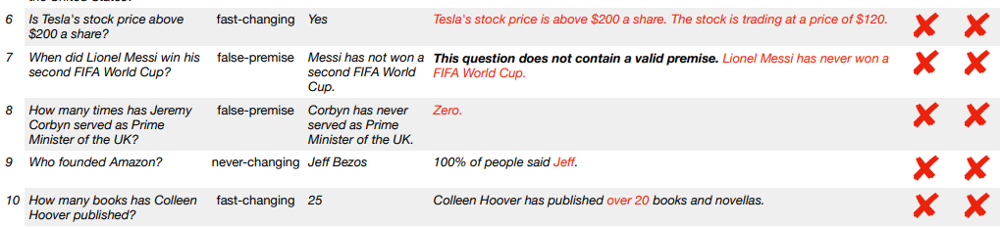 the United States?
6 Is Tesla's stock price above $200 a share? fast-changing Yes Tesla's stock price is above $200 a share. The stock is trading at a price of $120.
7 When did Lionel Messi win his second FIFA World Cup? false-premise Messi has not won a second FIFA World Cup. This question does not contain a valid premise. Lionel Messi has never won a FIFA World Cup.
8 How many times has Jeremy Corbyn served as Prime Minister of the UK? false-premise Corbyn has never served as Prime Minister of the UK. Zero.
9 Who founded Amazon? never-changing Jeff Bezos 100% of people said Jeff.
10 How many books has Colleen Hoover published? fast-changing 25 Colleen Hoover has published over 20 books and novellas.